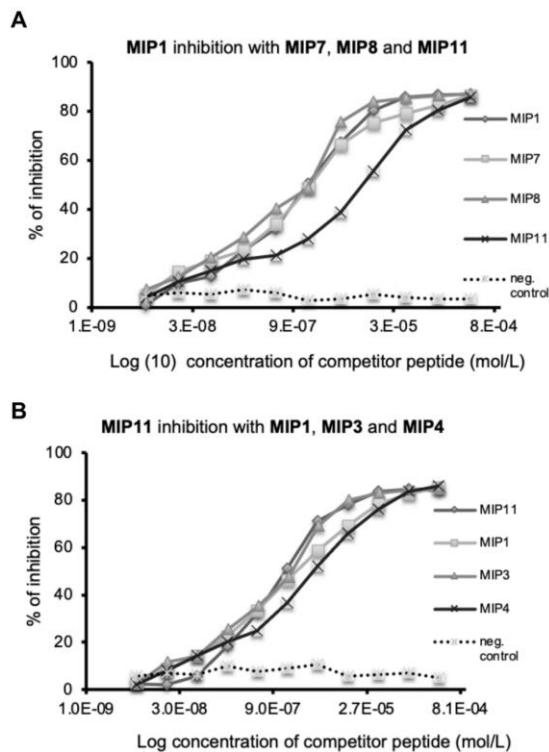 A
MIP1 inhibition with MIP7, MIP8 and MIP11
100
80
60
40
20
0
% of inhibition
1.E-09
3.E-08
9.E-07
3.E-05
8.E-04
Log (10) concentration of competitor peptide (mol/L)
MIP1
MIP7
MIP8
MIP11
neg.
control
B
MIP11 inhibition with MIP1, MIP3 and MIP4
100
80
60
40
20
0
% of inhibition
1.0E-09
3.0E-08
9.0E-07
2.7E-05
8.1E-04
Log concentration of competitor peptide (mol/L)
MIP11
MIP1
MIP3
MIP4
neg.
control